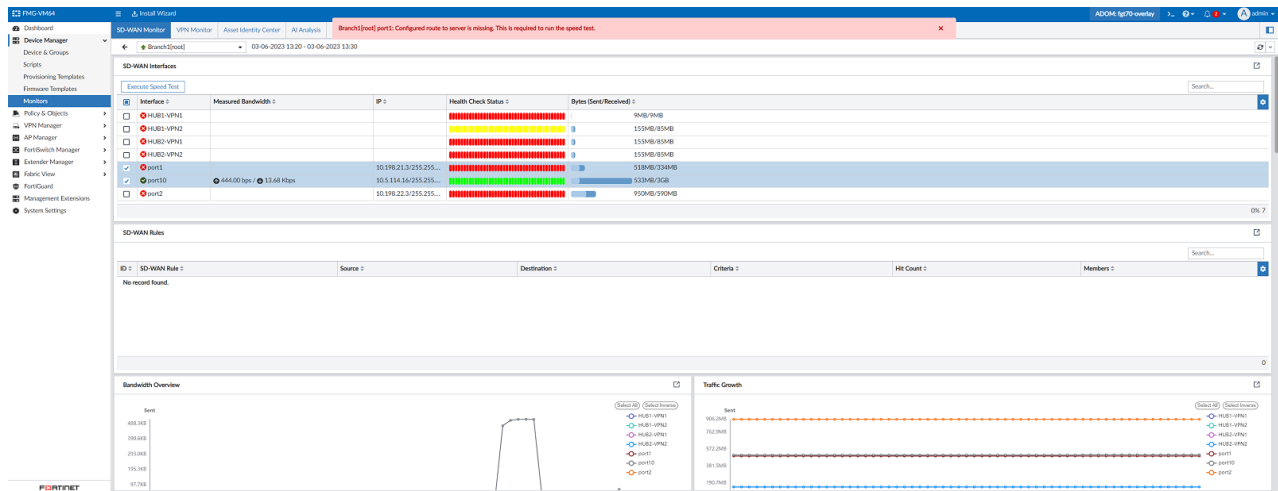 FMG-VM64
Install Wizard
ADOM: fgt70-overlay
admin
Dashboard
Device Manager
Device & Groups
Scripts
Provisioning Templates
Firmware Templates
Monitors
Policy & Objects
VPN Manager
AP Manager
FortiSwitch Manager
Extender Manager
Fabric View
FortiGuard
Management Extensions
System Settings
FORTINET
SD-WAN Monitor VPN Monitor Asset Identity Center AI Analysis
Branch1[root] port1: Configured route to server is missing. This is required to run the speed test.
Branch1[root] 03-06-2023 13:20 - 03-06-2023 13:30
SD-WAN Interfaces
Execute Speed Test Search...
Interface Measured Bandwidth IP Health Check Status Bytes (Sent/Received)
HUB1-VPN1 9MB/9MB
HUB1-VPN2 155MB/85MB
HUB2-VPN1 155MB/85MB
HUB2-VPN2 155MB/85MB
port1 10.198.21.3/255.255.... 518MB/334MB
port10 444.00 bps / 13.68 Kbps 10.5.114.16/255.255.... 533MB/3GB
port2 10.198.22.3/255.255.... 950MB/590MB
0% 7
SD-WAN Rules
Search...
ID SD-WAN Rule Source Destination Criteria Hit Count Members
No record found.
0
Bandwidth Overview
Select All Select Inverse
Sent
488.3KB
390.6KB
293.0KB
195.3KB
97.7KB
HUB1-VPN1
HUB1-VPN2
HUB2-VPN1
HUB2-VPN2
port1
port10
port2
Traffic Growth
Select All Select Inverse
Sent
762.9MB
572.2MB
381.5MB
190.7MB
HUB1-VPN1
HUB1-VPN2
HUB2-VPN1
HUB2-VPN2
port1
port10
port2